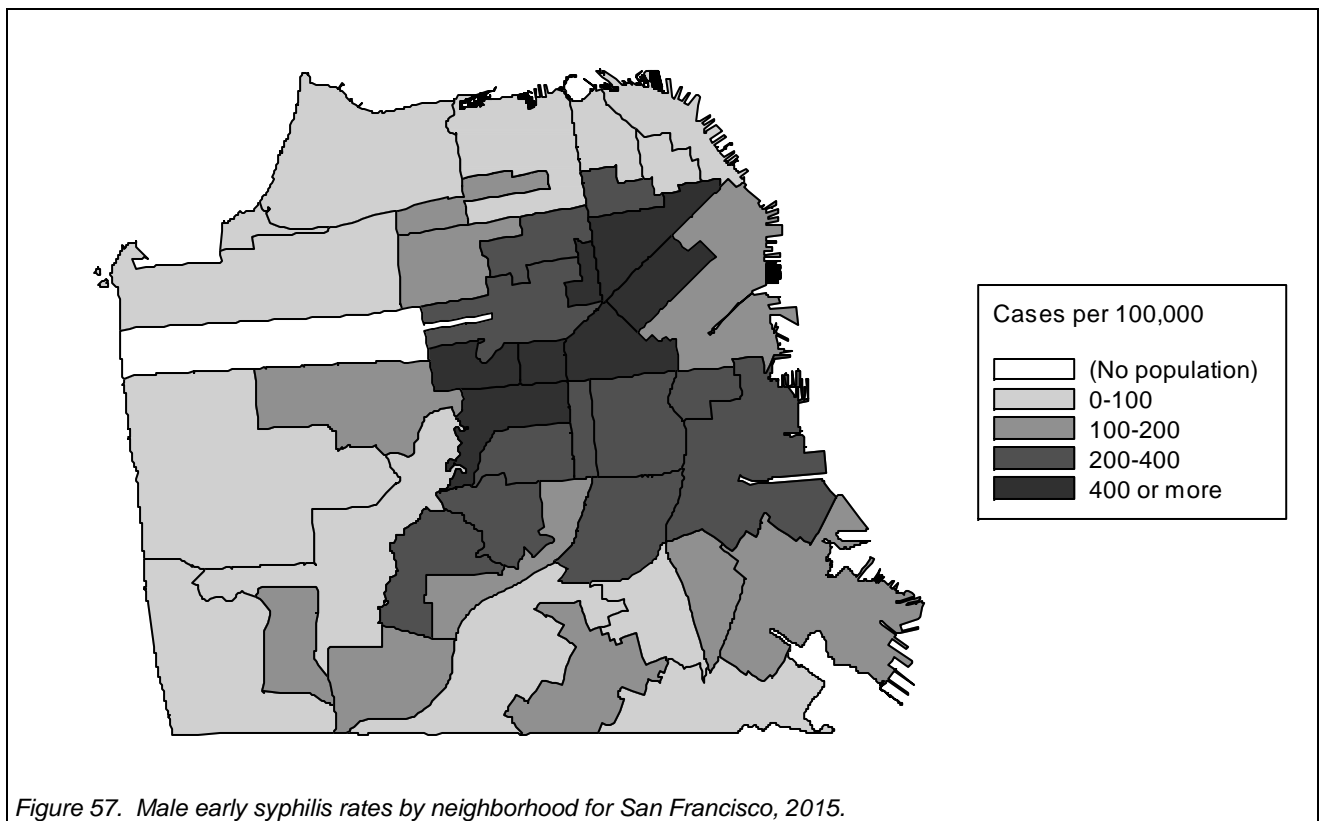 Cases per 100,000
(No population)
0-100
100-200
200-400
400 or more
Figure 57. Male early syphilis rates by neighborhood for San Francisco, 2015.